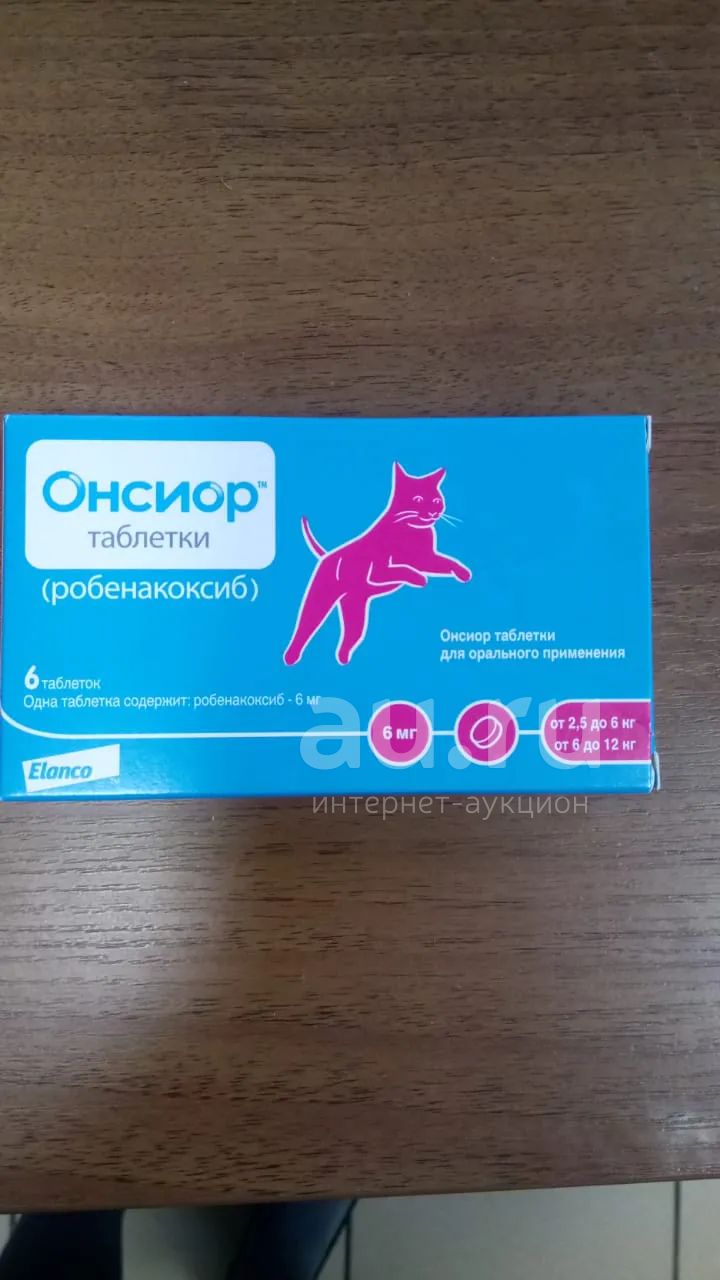 Онсиор™
таблетки
(робенакоксиб)
Онсиор таблетки
для орального применения
6 таблеток
Одна таблетка содержит: робенакоксиб - 6 мг
6 мг
от 2,5 до 6 кг
от 6 до 12 кг
Elanco
au.ru
интернет-аукцион